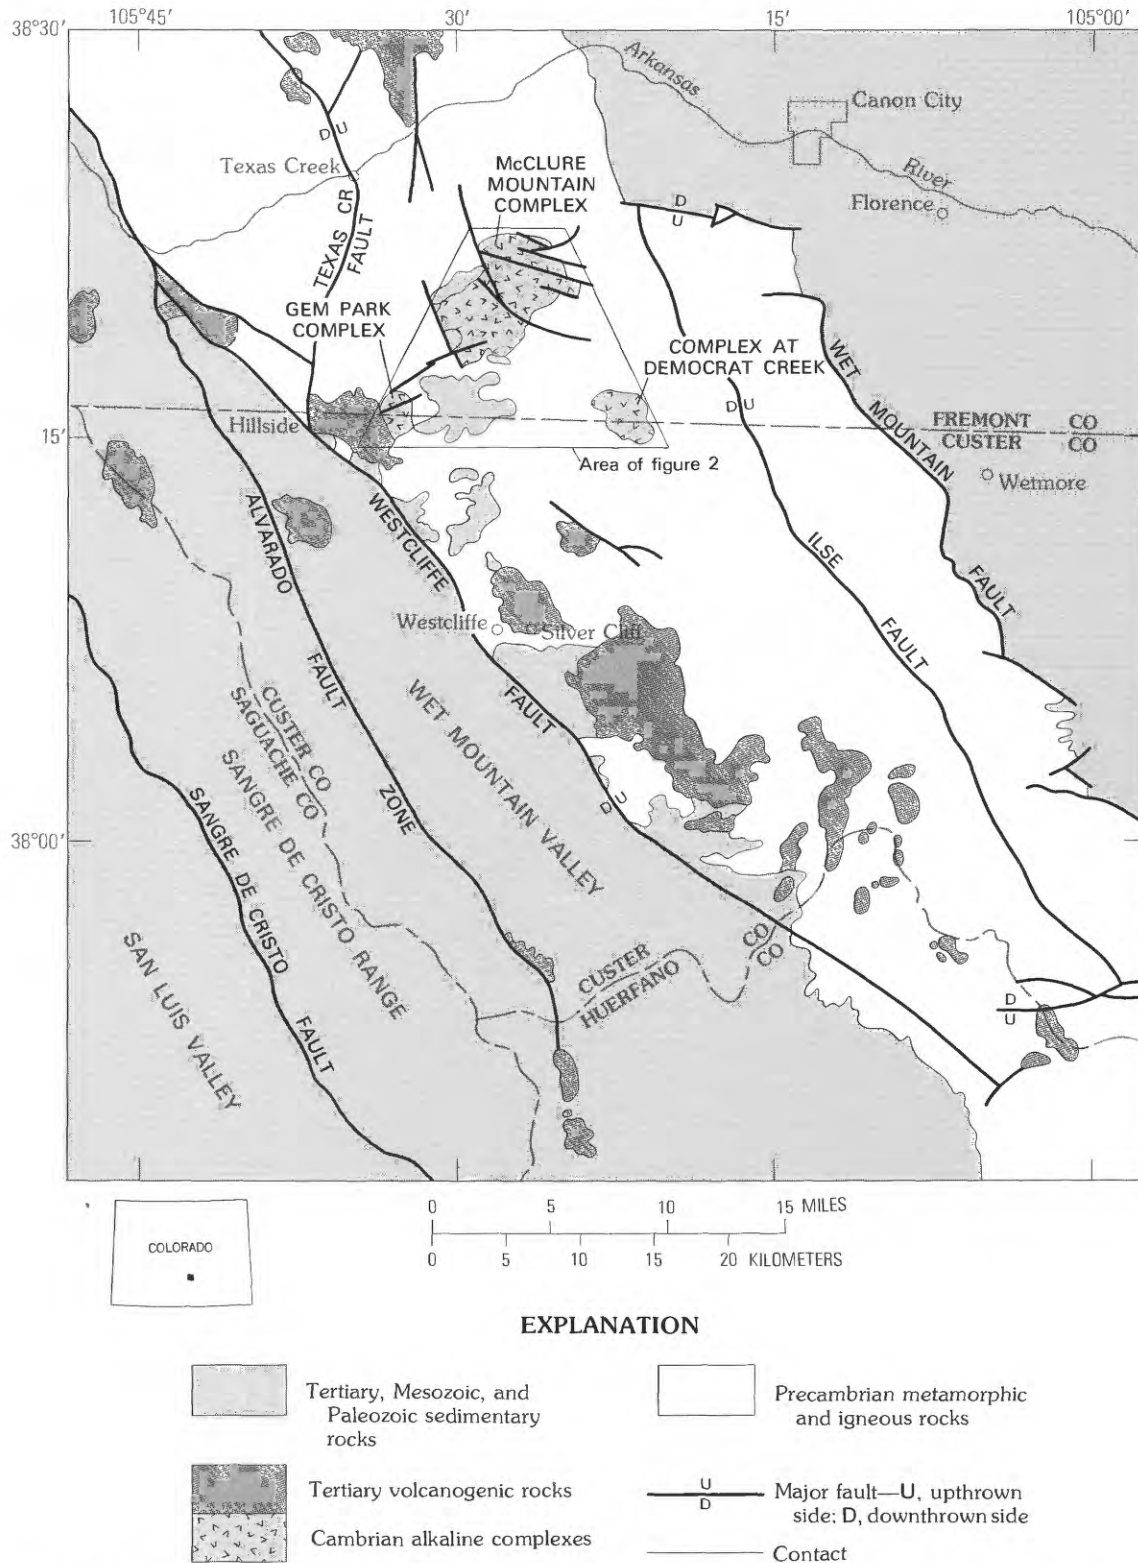 105°45′ 30′ 15′ 105°00′
38°30′
Arkansas
River
Canon City
Texas Creek
D U
McCLURE
MOUNTAIN
COMPLEX
Florence
D
U
TEXAS CR
FAULT
GEM PARK
COMPLEX
COMPLEX AT
DEMOCRAT CREEK
WET
MOUNTAIN
FAULT
D U
Hillside
FREMONT CO
CUSTER CO
15′
Area of figure 2
Wetmore
ALVARADO
FAULT
ZONE
WESTCLIFFE
FAULT
ILSE
FAULT
Westcliffe
Silver Cliff
CUSTER CO
SAGUACHE CO
WET MOUNTAIN VALLEY
U
D
38°00′
SANGRE DE CRISTO
FAULT
SANGRE DE CRISTO RANGE
SAN LUIS VALLEY
CUSTER CO
HUERFANO CO
D
U
COLORADO
0 5 10 15 MILES
0 5 10 15 20 KILOMETERS
EXPLANATION
Tertiary, Mesozoic, and
Paleozoic sedimentary
rocks
Tertiary volcanogenic rocks
Cambrian alkaline complexes
Precambrian metamorphic
and igneous rocks
U
D
Major fault—U, upthrown
side; D, downthrown side
Contact